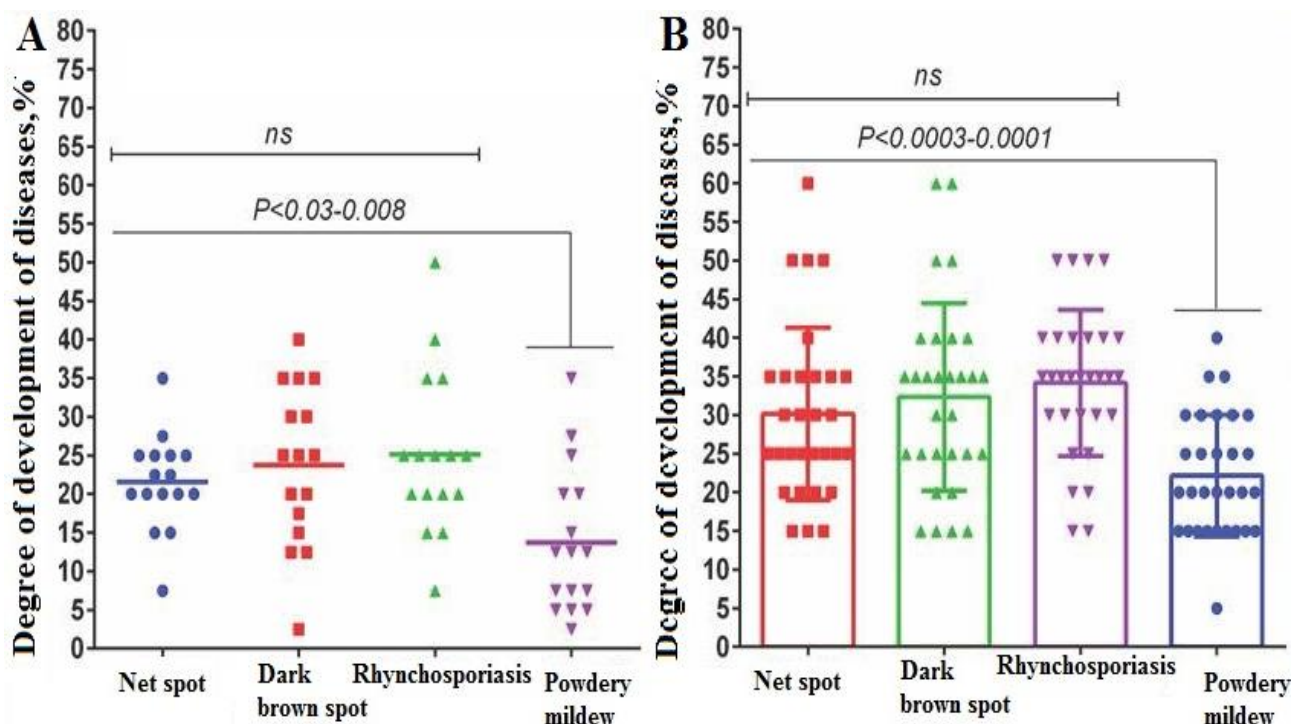 A
Degree of development of diseases,%
80
75
70
65
60
55
50
45
40
35
30
25
20
15
10
5
0
ns
P<0.03-0.008
Net spot
Dark
brown spot
Rhynchosporiasis
Powdery
mildew
B
Degree of development of diseases,%
80
75
70
65
60
55
50
45
40
35
30
25
20
15
10
5
0
ns
P<0.0003-0.0001
Net spot
Dark
brown spot
Rhynchosporiasis
Powdery
mildew